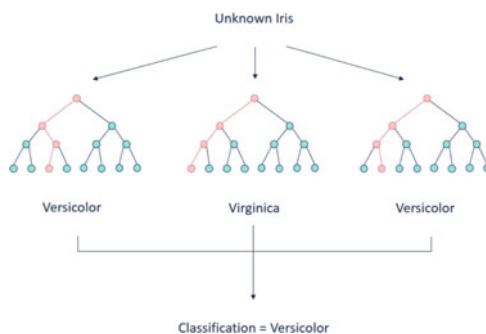 Unknown Iris
Versicolor
Virginica
Versicolor
Classification = Versicolor